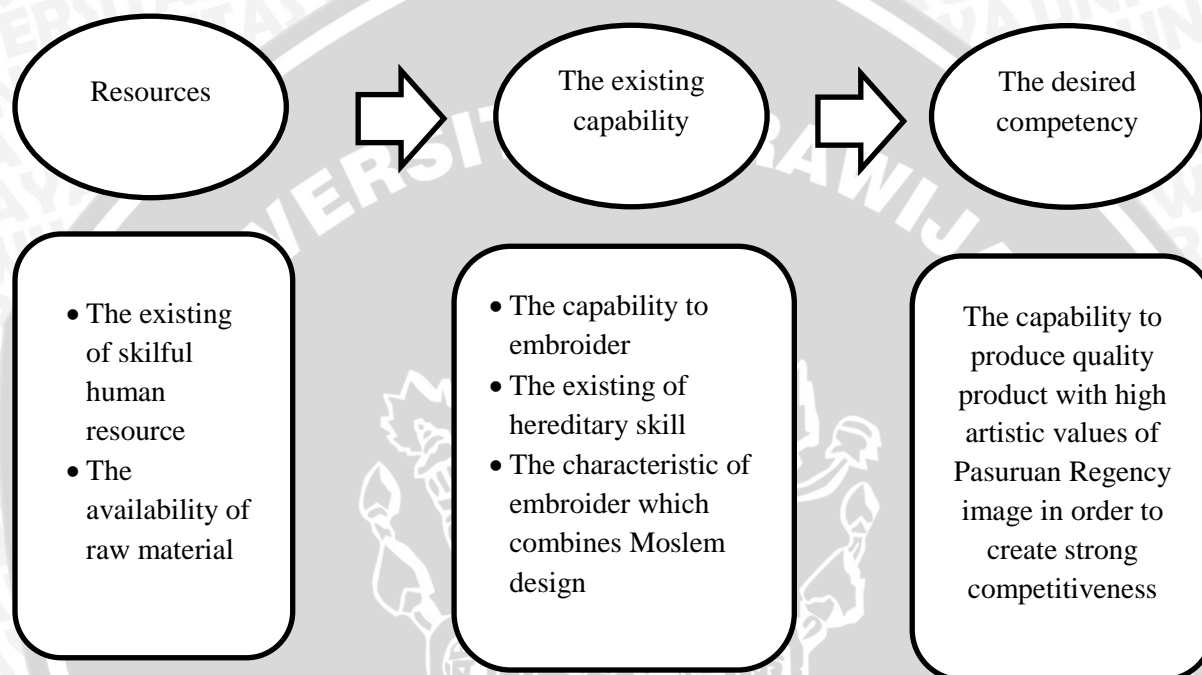 Resources
The existing
capability
The desired
competency
• The existing
of skilful
human
resource
• The
availability of
raw material
• The capability to
embroider
• The existing of
hereditary skill
• The characteristic of
embroider which
combines Moslem
design
The capability to
produce quality
product with high
artistic values of
Pasuruan Regency
image in order to
create strong
competitiveness